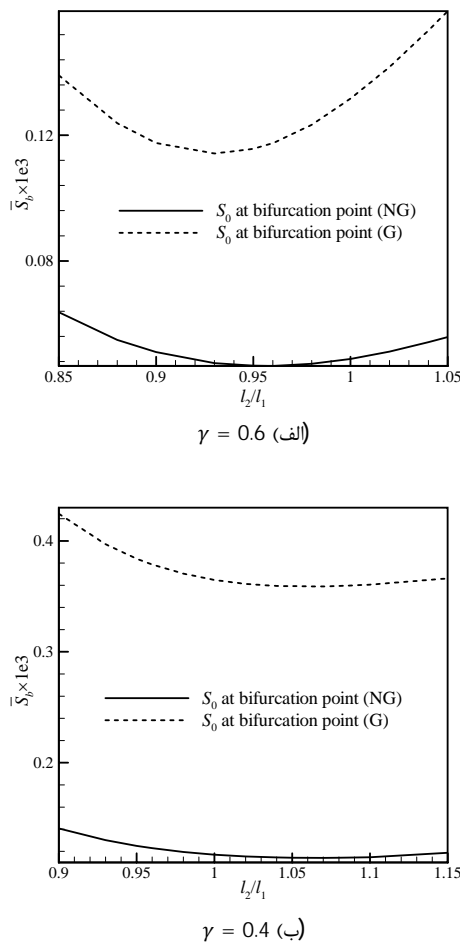 0.12
0.08
S̄_b×1e3
S₀ at bifurcation point (NG)
S₀ at bifurcation point (G)
0.85 0.9 0.95 1 1.05
l₂/l₁
(الف) γ = 0.6
0.4
0.3
0.2
S̄_b×1e3
S₀ at bifurcation point (NG)
S₀ at bifurcation point (G)
0.9 0.95 1 1.05 1.1 1.15
l₂/l₁
(ب) γ = 0.4